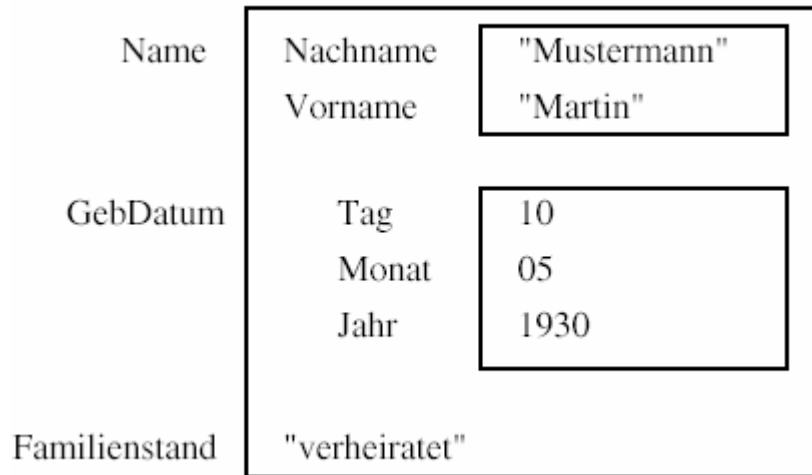 Name Nachname "Mustermann"
Vorname "Martin"
GebDatum Tag 10
Monat 05
Jahr 1930
Familienstand "verheiratet"